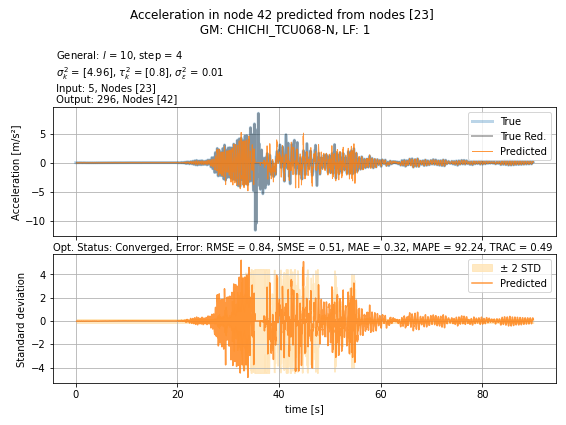 Acceleration in node 42 predicted from nodes [23]
GM: CHICHI_TCU068-N, LF: 1
General: l = 10, step = 4
σ²ₖ = [4.96], τ²ₖ = [0.8], σ²ε = 0.01
Input: 5, Nodes [23]
Output: 296, Nodes [42]
Acceleration [m/s²]
5
0
−5
−10
True
True Red.
Predicted
Opt. Status: Converged, Error: RMSE = 0.84, SMSE = 0.51, MAE = 0.32, MAPE = 92.24, TRAC = 0.49
Standard deviation
4
2
0
−2
−4
± 2 STD
Predicted
0 20 40 60 80
time [s]